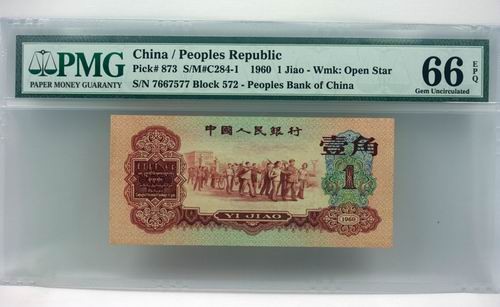 PMG
PAPER MONEY GUARANTY
China / Peoples Republic
Pick# 873 S/M#C284-1 1960 1 Jiao - Wmk: Open Star
S/N 7667577 Block 572 - Peoples Bank of China
66 EPQ
Gem Uncirculated
中國人民銀行
壹角
1
YI JIAO
1960